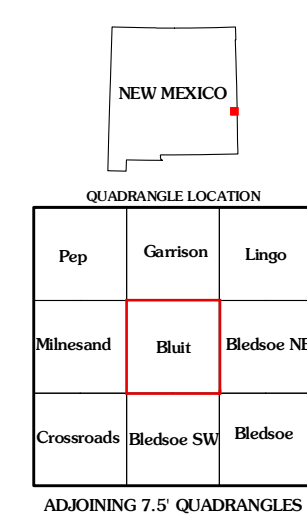 NEW MEXICO
QUADRANGLE LOCATION
Pep Garrison Lingo
Milnesand Bluit Bledsoe NE
Crossroads Bledsoe SW Bledsoe
ADJOINING 7.5' QUADRANGLES